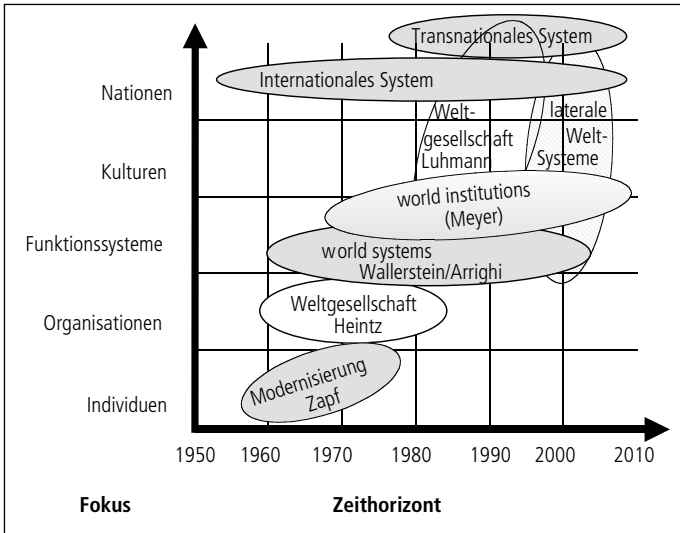 Transnationales System
Internationales System
Nationen
Welt-
gesellschaft
Luhmann
laterale
Welt-
Systeme
Kulturen
world institutions
(Meyer)
Funktionssysteme
world systems
Wallerstein/Arrighi
Weltgesellschaft
Heintz
Organisationen
Modernisierung
Zapf
Individuen
1950 1960 1970 1980 1990 2000 2010
Fokus Zeithorizont